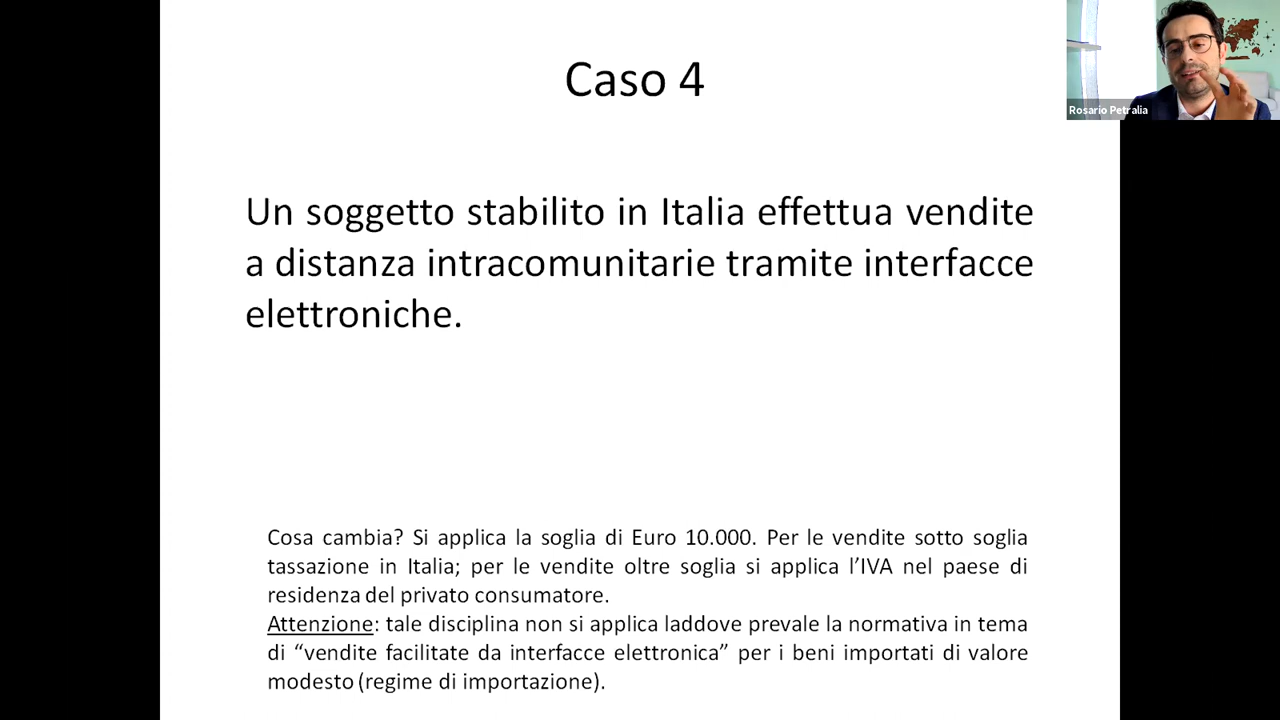 Caso 4
Rosario Petralia
Un soggetto stabilito in Italia effettua vendite
a distanza intracomunitarie tramite interfacce
elettroniche.
Cosa cambia? Si applica la soglia di Euro 10.000. Per le vendite sotto soglia
tassazione in Italia; per le vendite oltre soglia si applica l’IVA nel paese di
residenza del privato consumatore.
Attenzione: tale disciplina non si applica laddove prevale la normativa in tema
di “vendite facilitate da interfacce elettronica” per i beni importati di valore
modesto (regime di importazione).